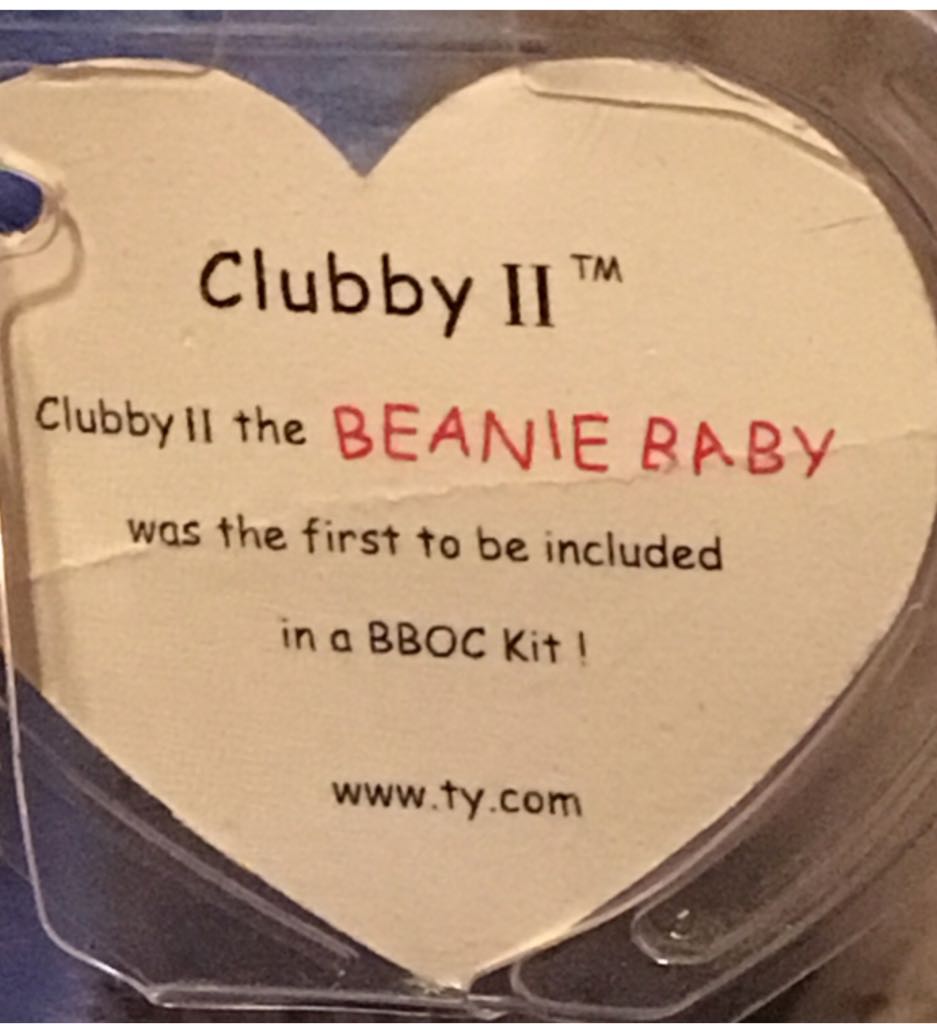 Clubby II™
Clubby II the BEANIE BABY
was the first to be included
in a BBOC Kit !
www.ty.com